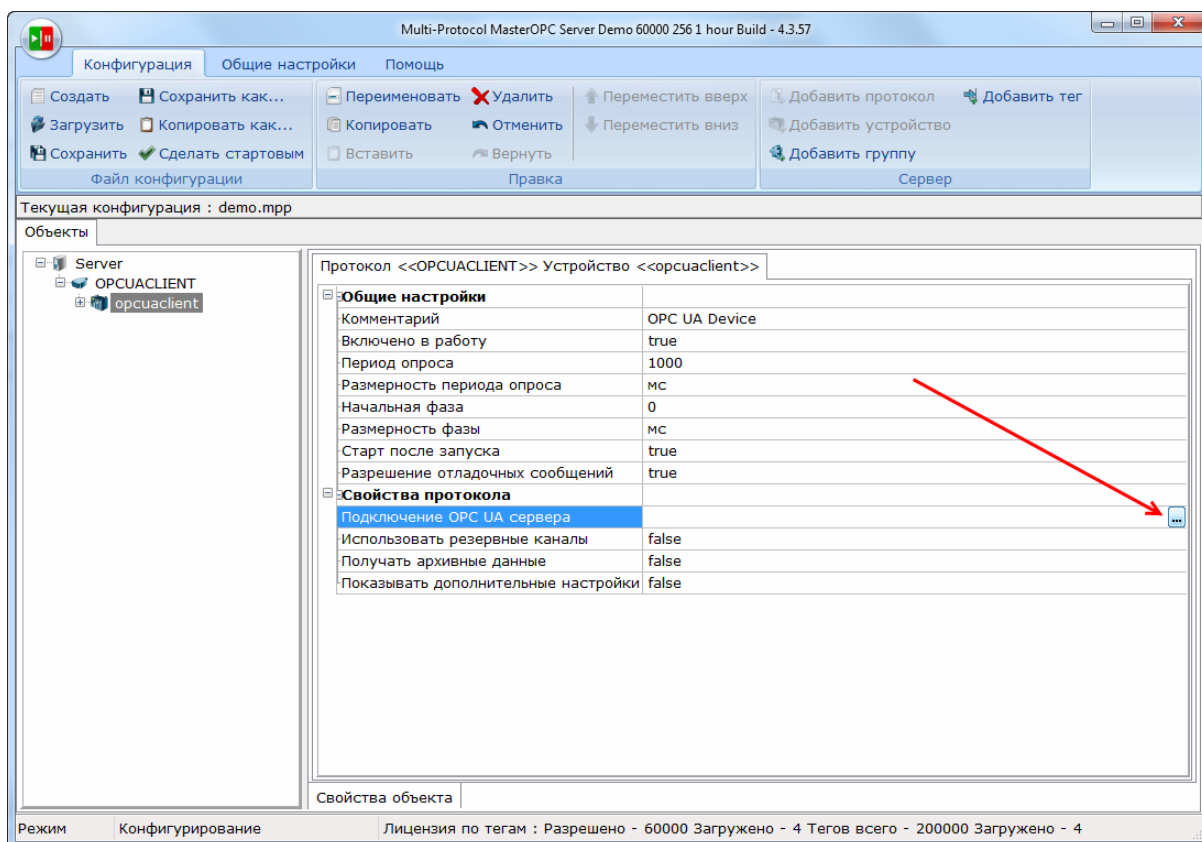 Multi-Protocol MasterOPC Server Demo 60000 256 1 hour Build - 4.3.57
Конфигурация Общие настройки Помощь
Создать Сохранить как... Переименовать Удалить Переместить вверх Добавить протокол Добавить тег
Загрузить Копировать как... Копировать Отменить Переместить вниз Добавить устройство
Сохранить Сделать стартовым Вставить Вернуть Добавить группу
Файл конфигурации Правка Сервер
Текущая конфигурация : demo.mpp
Объекты
Server
OPCUACLIENT
opcuaclient
Протокол <<OPCUACLIENT>> Устройство <<opcuaclient>>
Общие настройки
Комментарий OPC UA Device
Включено в работу true
Период опроса 1000
Размерность периода опроса мс
Начальная фаза 0
Размерность фазы мс
Старт после запуска true
Разрешение отладочных сообщений true
Свойства протокола
Подключение OPC UA сервера ...
Использовать резервные каналы false
Получать архивные данные false
Показывать дополнительные настройки false
Свойства объекта
Режим Конфигурирование Лицензия по тегам : Разрешено - 60000 Загружено - 4 Тегов всего - 200000 Загружено - 4